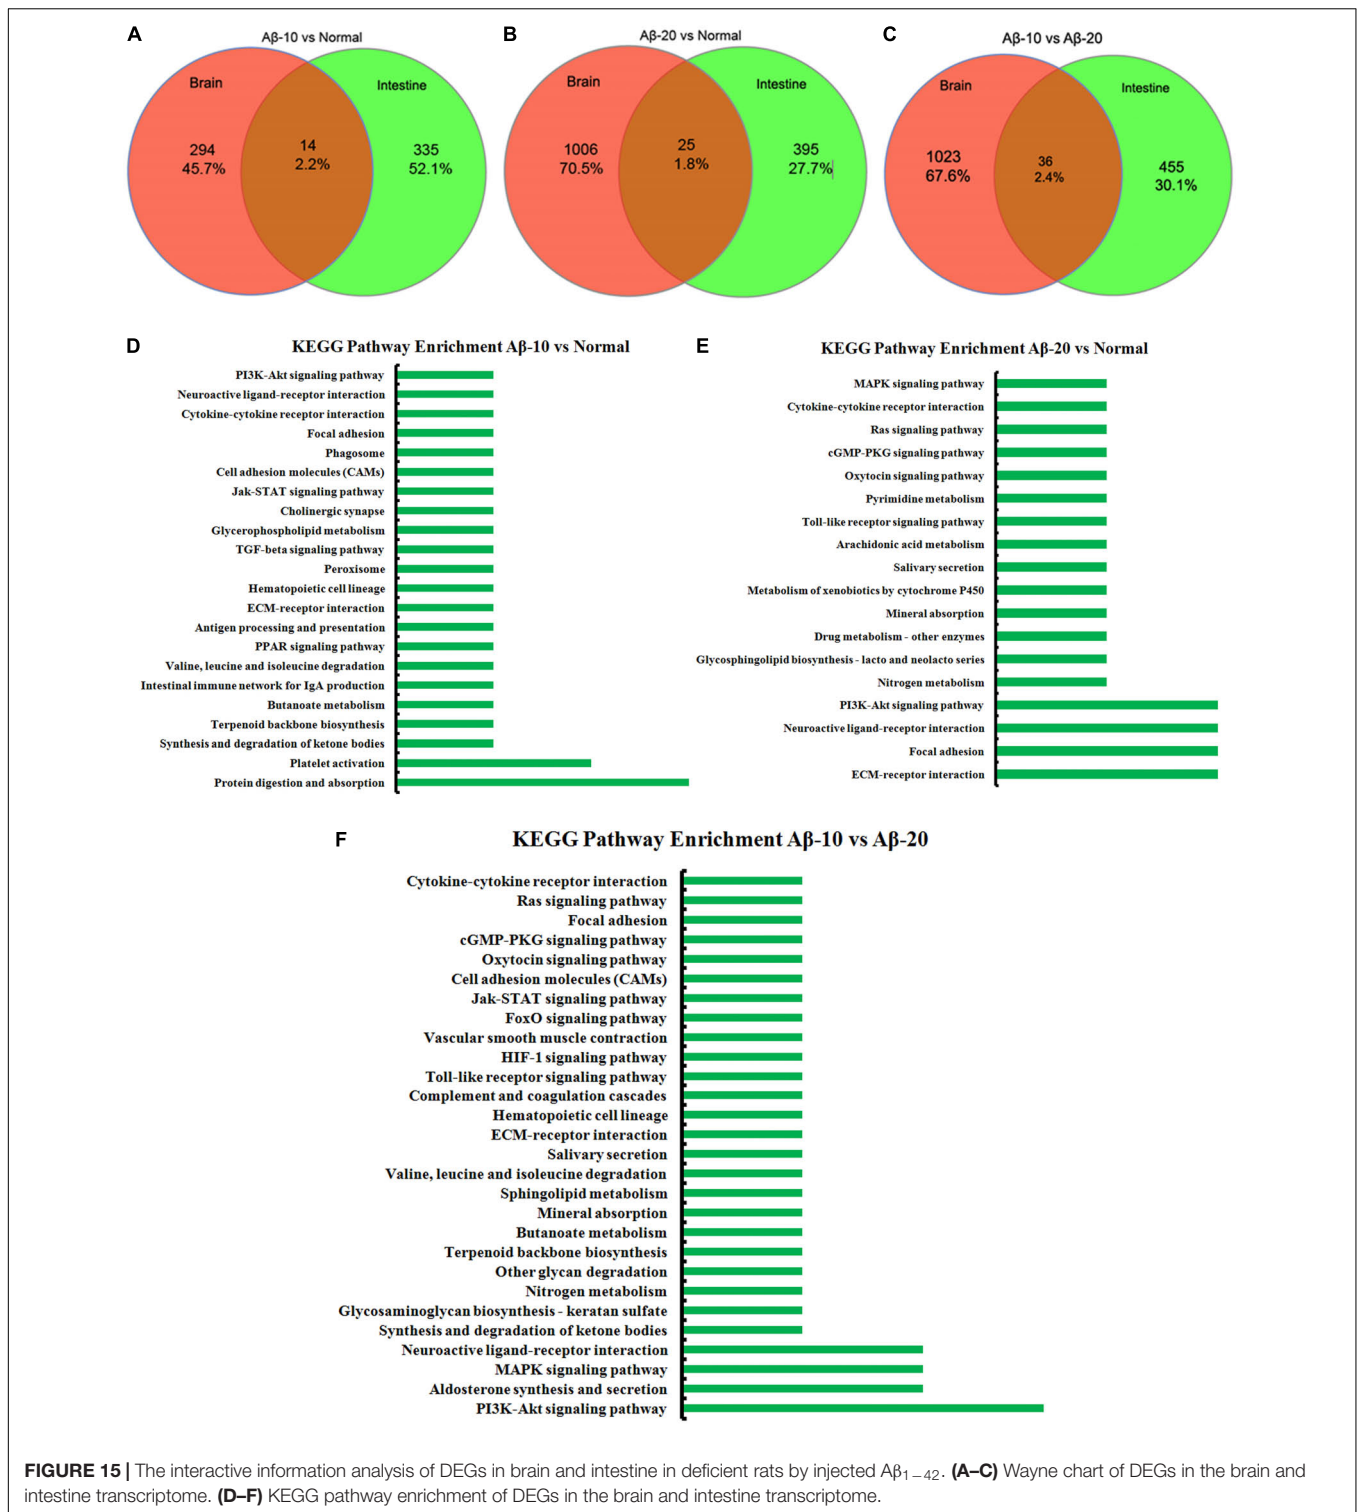 A
Aβ-10 vs Normal
Brain
Intestine
294
45.7%
14
2.2%
335
52.1%
B
Aβ-20 vs Normal
Brain
Intestine
1006
70.5%
25
1.8%
395
27.7%
C
Aβ-10 vs Aβ-20
Brain
Intestine
1023
67.6%
36
2.4%
455
30.1%
D
KEGG Pathway Enrichment Aβ-10 vs Normal
PI3K-Akt signaling pathway
Neuroactive ligand-receptor interaction
Cytokine-cytokine receptor interaction
Focal adhesion
Phagosome
Cell adhesion molecules (CAMs)
Jak-STAT signaling pathway
Cholinergic synapse
Glycerophospholipid metabolism
TGF-beta signaling pathway
Peroxisome
Hematopoietic cell lineage
ECM-receptor interaction
Antigen processing and presentation
PPAR signaling pathway
Valine, leucine and isoleucine degradation
Intestinal immune network for IgA production
Butanoate metabolism
Terpenoid backbone biosynthesis
Synthesis and degradation of ketone bodies
Platelet activation
Protein digestion and absorption
E
KEGG Pathway Enrichment Aβ-20 vs Normal
MAPK signaling pathway
Cytokine-cytokine receptor interaction
Ras signaling pathway
cGMP-PKG signaling pathway
Oxytocin signaling pathway
Pyrimidine metabolism
Toll-like receptor signaling pathway
Arachidonic acid metabolism
Salivary secretion
Metabolism of xenobiotics by cytochrome P450
Mineral absorption
Drug metabolism - other enzymes
Glycosphingolipid biosynthesis - lacto and neolacto series
Nitrogen metabolism
PI3K-Akt signaling pathway
Neuroactive ligand-receptor interaction
Focal adhesion
ECM-receptor interaction
F
KEGG Pathway Enrichment Aβ-10 vs Aβ-20
Cytokine-cytokine receptor interaction
Ras signaling pathway
Focal adhesion
cGMP-PKG signaling pathway
Oxytocin signaling pathway
Cell adhesion molecules (CAMs)
Jak-STAT signaling pathway
FoxO signaling pathway
Vascular smooth muscle contraction
HIF-1 signaling pathway
Toll-like receptor signaling pathway
Complement and coagulation cascades
Hematopoietic cell lineage
ECM-receptor interaction
Salivary secretion
Valine, leucine and isoleucine degradation
Sphingolipid metabolism
Mineral absorption
Butanoate metabolism
Terpenoid backbone biosynthesis
Other glycan degradation
Nitrogen metabolism
Glycosaminoglycan biosynthesis - keratan sulfate
Synthesis and degradation of ketone bodies
Neuroactive ligand-receptor interaction
MAPK signaling pathway
Aldosterone synthesis and secretion
PI3K-Akt signaling pathway
FIGURE 15 | The interactive information analysis of DEGs in brain and intestine in deficient rats by injected Aβ1−42. (A–C) Wayne chart of DEGs in the brain and
intestine transcriptome. (D–F) KEGG pathway enrichment of DEGs in the brain and intestine transcriptome.